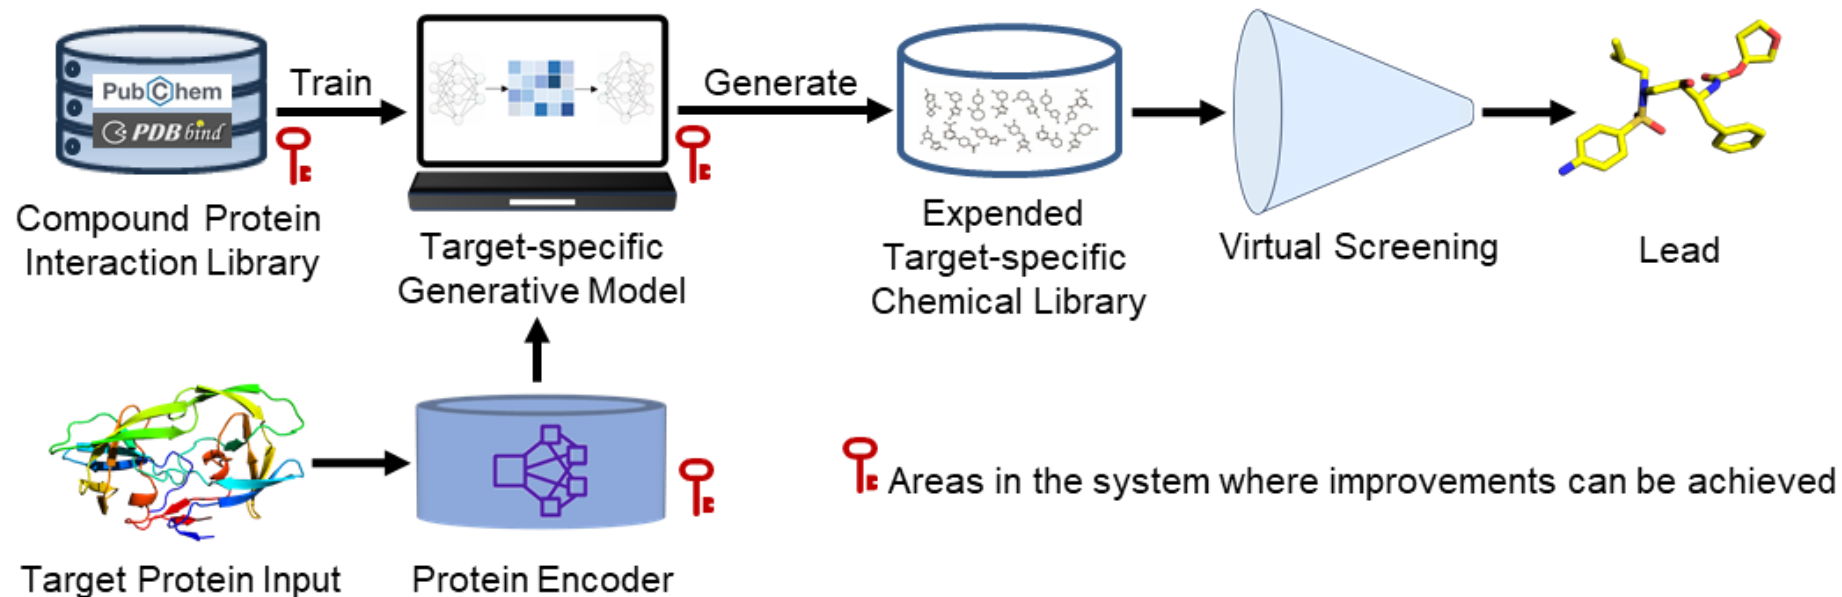 PubChem
PDBbind
Train
Generate
Compound Protein
Interaction Library
Target-specific
Generative Model
Expended
Target-specific
Chemical Library
Virtual Screening
Lead
Areas in the system where improvements can be achieved
Target Protein Input
Protein Encoder